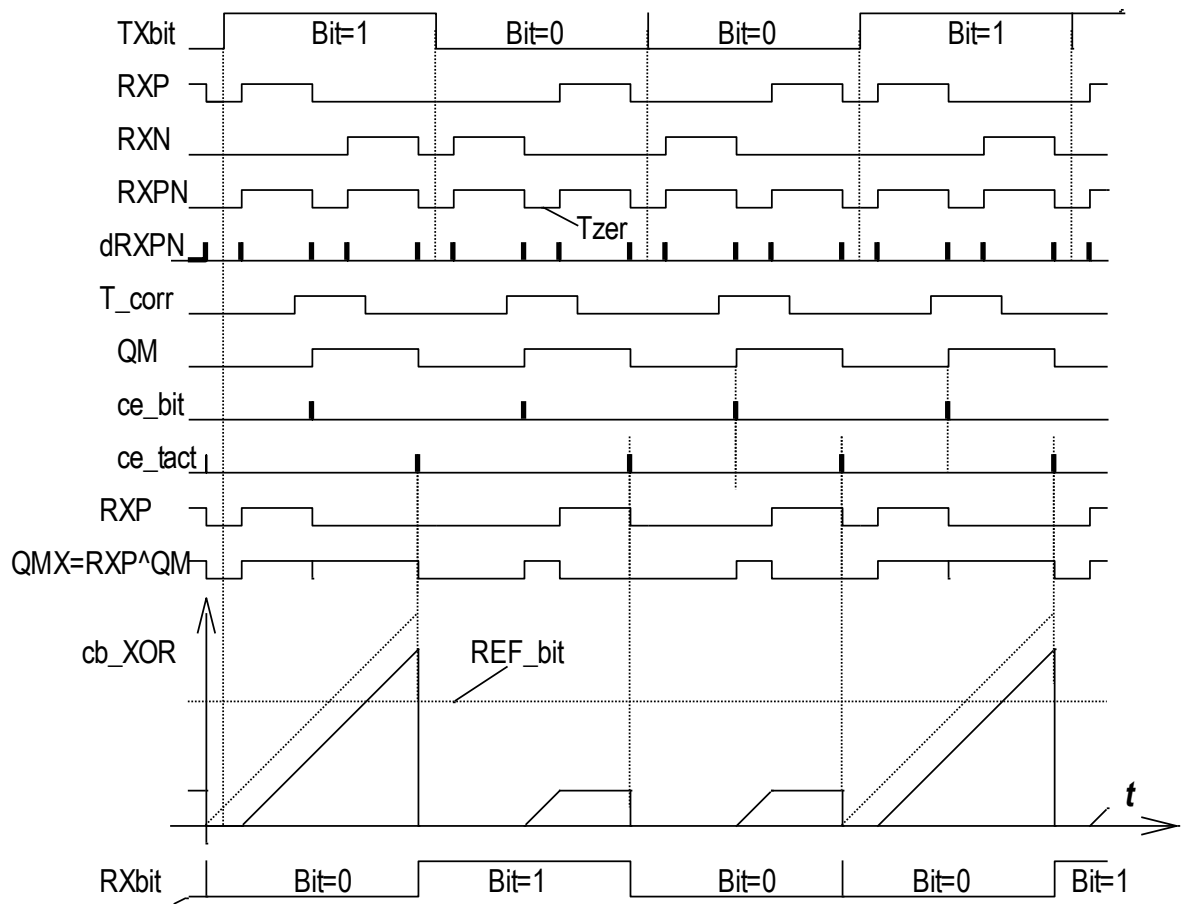 TXbit Bit=1 Bit=0 Bit=0 Bit=1
RXP
RXN
RXPN
Tzer
dRXPN
T_corr
QM
ce_bit
ce_tact
RXP
QMX=RXP^QM
cb_XOR REF_bit
t
RXbit Bit=0 Bit=1 Bit=0 Bit=0 Bit=1